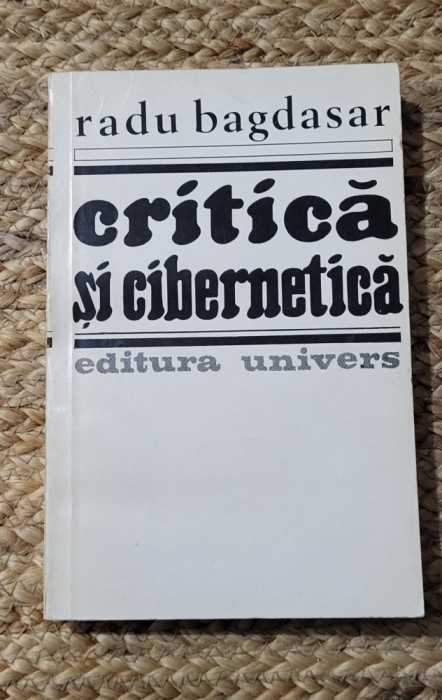 radu bagdasar
critică
și cibernetică
editura univers